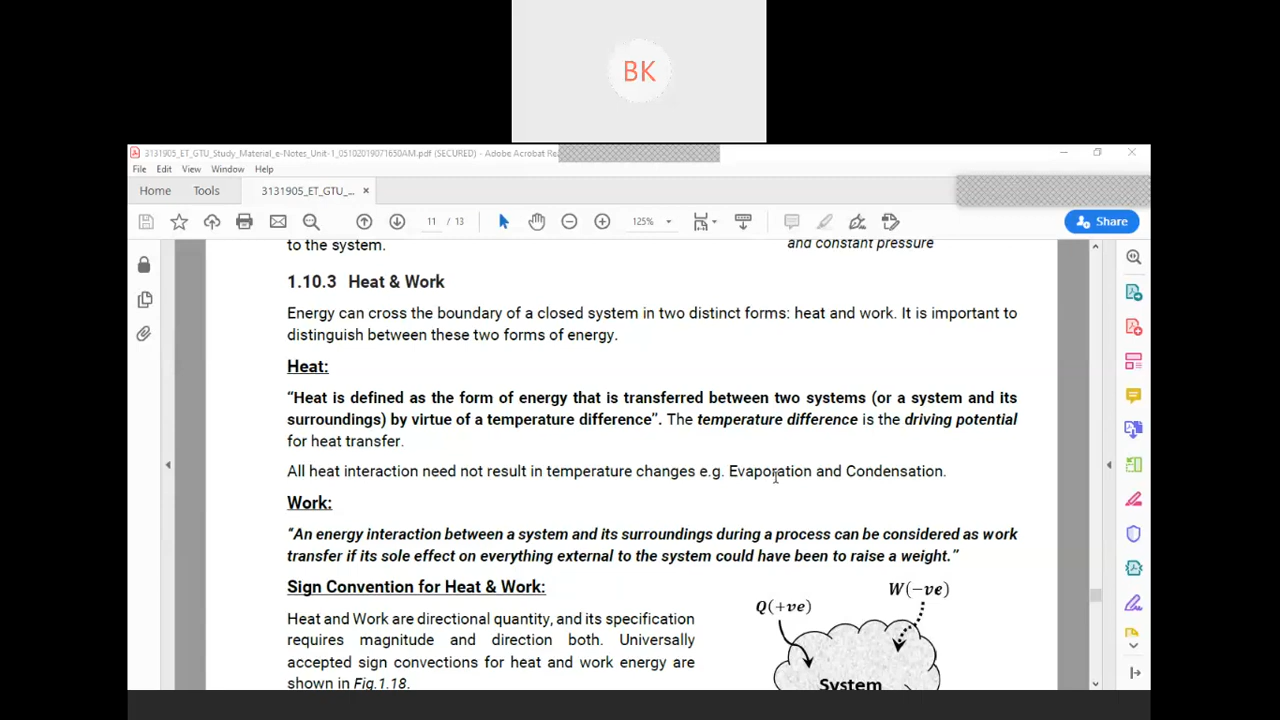 BK
3131905_ET_GTU_Study_Material_e-Notes_Unit-1_05102019071650AM.pdf (SECURED) - Adobe Acrobat Re
File Edit View Window Help
Home Tools 3131905_ET_GTU_... ×
11 / 13 125% Share
to the system. and constant pressure
1.10.3 Heat & Work
Energy can cross the boundary of a closed system in two distinct forms: heat and work. It is important to
distinguish between these two forms of energy.
Heat:
“Heat is defined as the form of energy that is transferred between two systems (or a system and its
surroundings) by virtue of a temperature difference”. The temperature difference is the driving potential
for heat transfer.
All heat interaction need not result in temperature changes e.g. Evaporation and Condensation.
Work:
“An energy interaction between a system and its surroundings during a process can be considered as work
transfer if its sole effect on everything external to the system could have been to raise a weight.”
Sign Convention for Heat & Work:
Heat and Work are directional quantity, and its specification
requires magnitude and direction both. Universally
accepted sign convections for heat and work energy are
shown in Fig.1.18.
W(−ve)
Q(+ve)
System